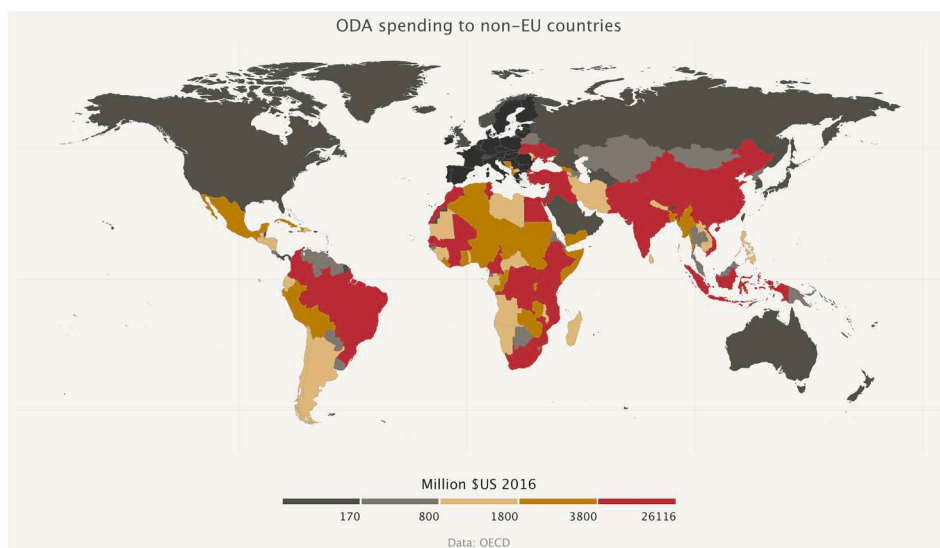 ODA spending to non-EU countries
Million $US 2016
170 800 1800 3800 26116
Data: OECD